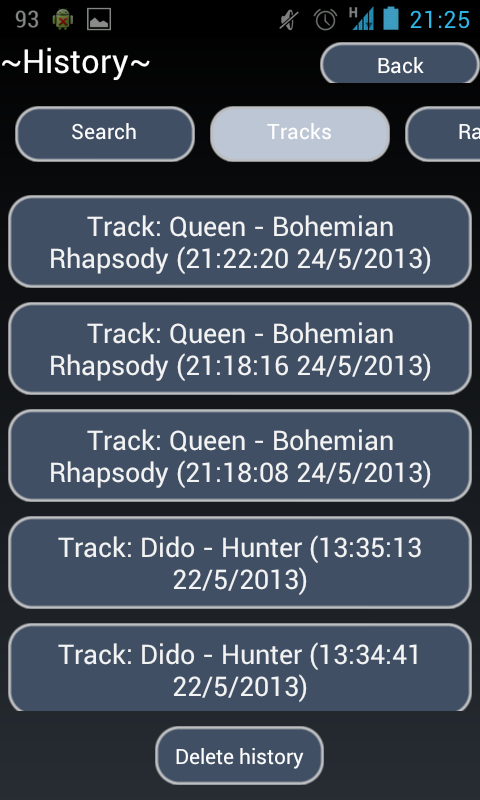 93 H 21:25
~History~ Back
Search Tracks Ra
Track: Queen - Bohemian
Rhapsody (21:22:20 24/5/2013)
Track: Queen - Bohemian
Rhapsody (21:18:16 24/5/2013)
Track: Queen - Bohemian
Rhapsody (21:18:08 24/5/2013)
Track: Dido - Hunter (13:35:13
22/5/2013)
Track: Dido - Hunter (13:34:41
22/5/2013)
Delete history